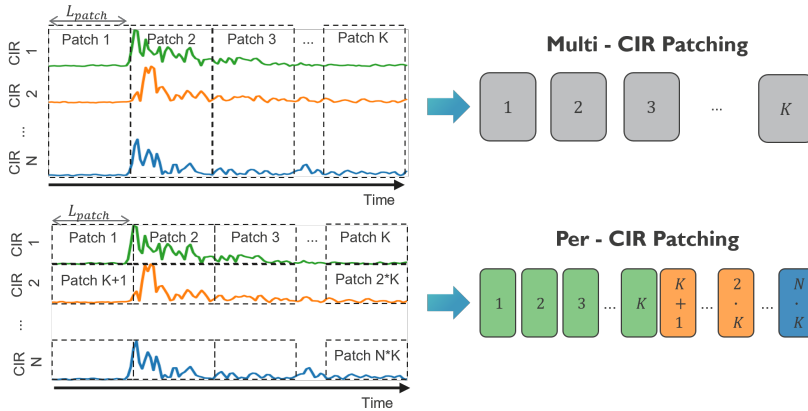 L_patch
Patch 1
Patch 2
Patch 3
...
Patch K
CIR 1
CIR 2
...
CIR N
Time
Multi - CIR Patching
1
2
3
...
K
L_patch
Patch 1
Patch 2
Patch 3
...
Patch K
CIR 1
Patch K+1
Patch 2*K
CIR 2
...
Patch N*K
CIR N
Time
Per - CIR Patching
1
2
3
...
K
K + 1
...
2 · K
...
N · K